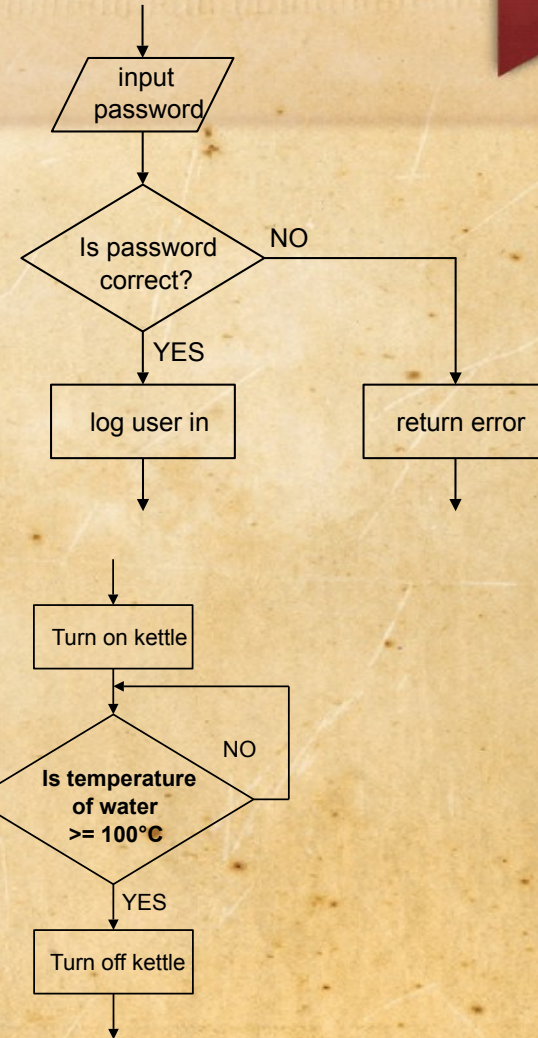 input
password
Is password
correct?
NO
YES
log user in
return error
Turn on kettle
NO
Is temperature
of water
>= 100°C
YES
Turn off kettle